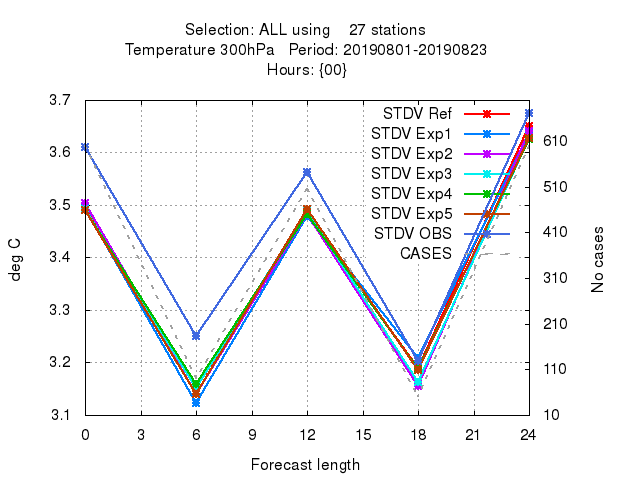 Selection: ALL using    27 stations
Temperature 300hPa   Period: 20190801-20190823
Hours: {00}
3.7
3.6
3.5
3.4
3.3
3.2
3.1
deg C
STDV Ref
STDV Exp1
STDV Exp2
STDV Exp3
STDV Exp4
STDV Exp5
STDV OBS
CASES
610
510
410
310
210
110
10
No cases
0 3 6 9 12 15 18 21 24
Forecast length